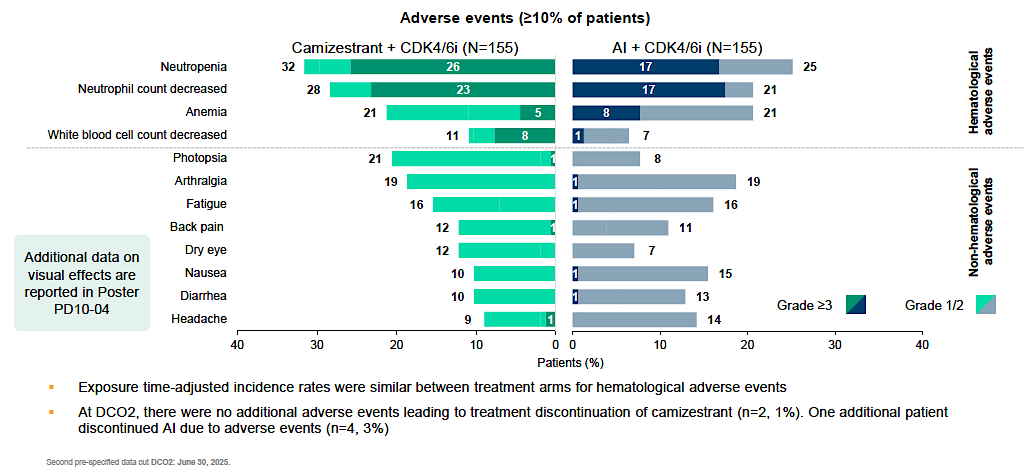 Adverse events (≥10% of patients)
Camizestrant + CDK4/6i (N=155)
AI + CDK4/6i (N=155)
Neutropenia 32 26 17 25
Neutrophil count decreased 28 23 17 21
Anemia 21 5 8 21
White blood cell count decreased 11 8 1 7
Hematological
adverse events
Photopsia 21 1 8
Arthralgia 19 1 19
Fatigue 16 1 16
Back pain 12 1 11
Dry eye 12 7
Nausea 10 1 15
Diarrhea 10 1 13
Headache 9 1 14
Non-hematological
adverse events
Additional data on
visual effects are
reported in Poster
PD10-04
Grade ≥3
Grade 1/2
40 30 20 10 0 0 10 20 30 40
Patients (%)
Exposure time-adjusted incidence rates were similar between treatment arms for hematological adverse events
At DCO2, there were no additional adverse events leading to treatment discontinuation of camizestrant (n=2, 1%). One additional patient
discontinued AI due to adverse events (n=4, 3%)
Second pre-specified data cut DCO2: June 30, 2025.